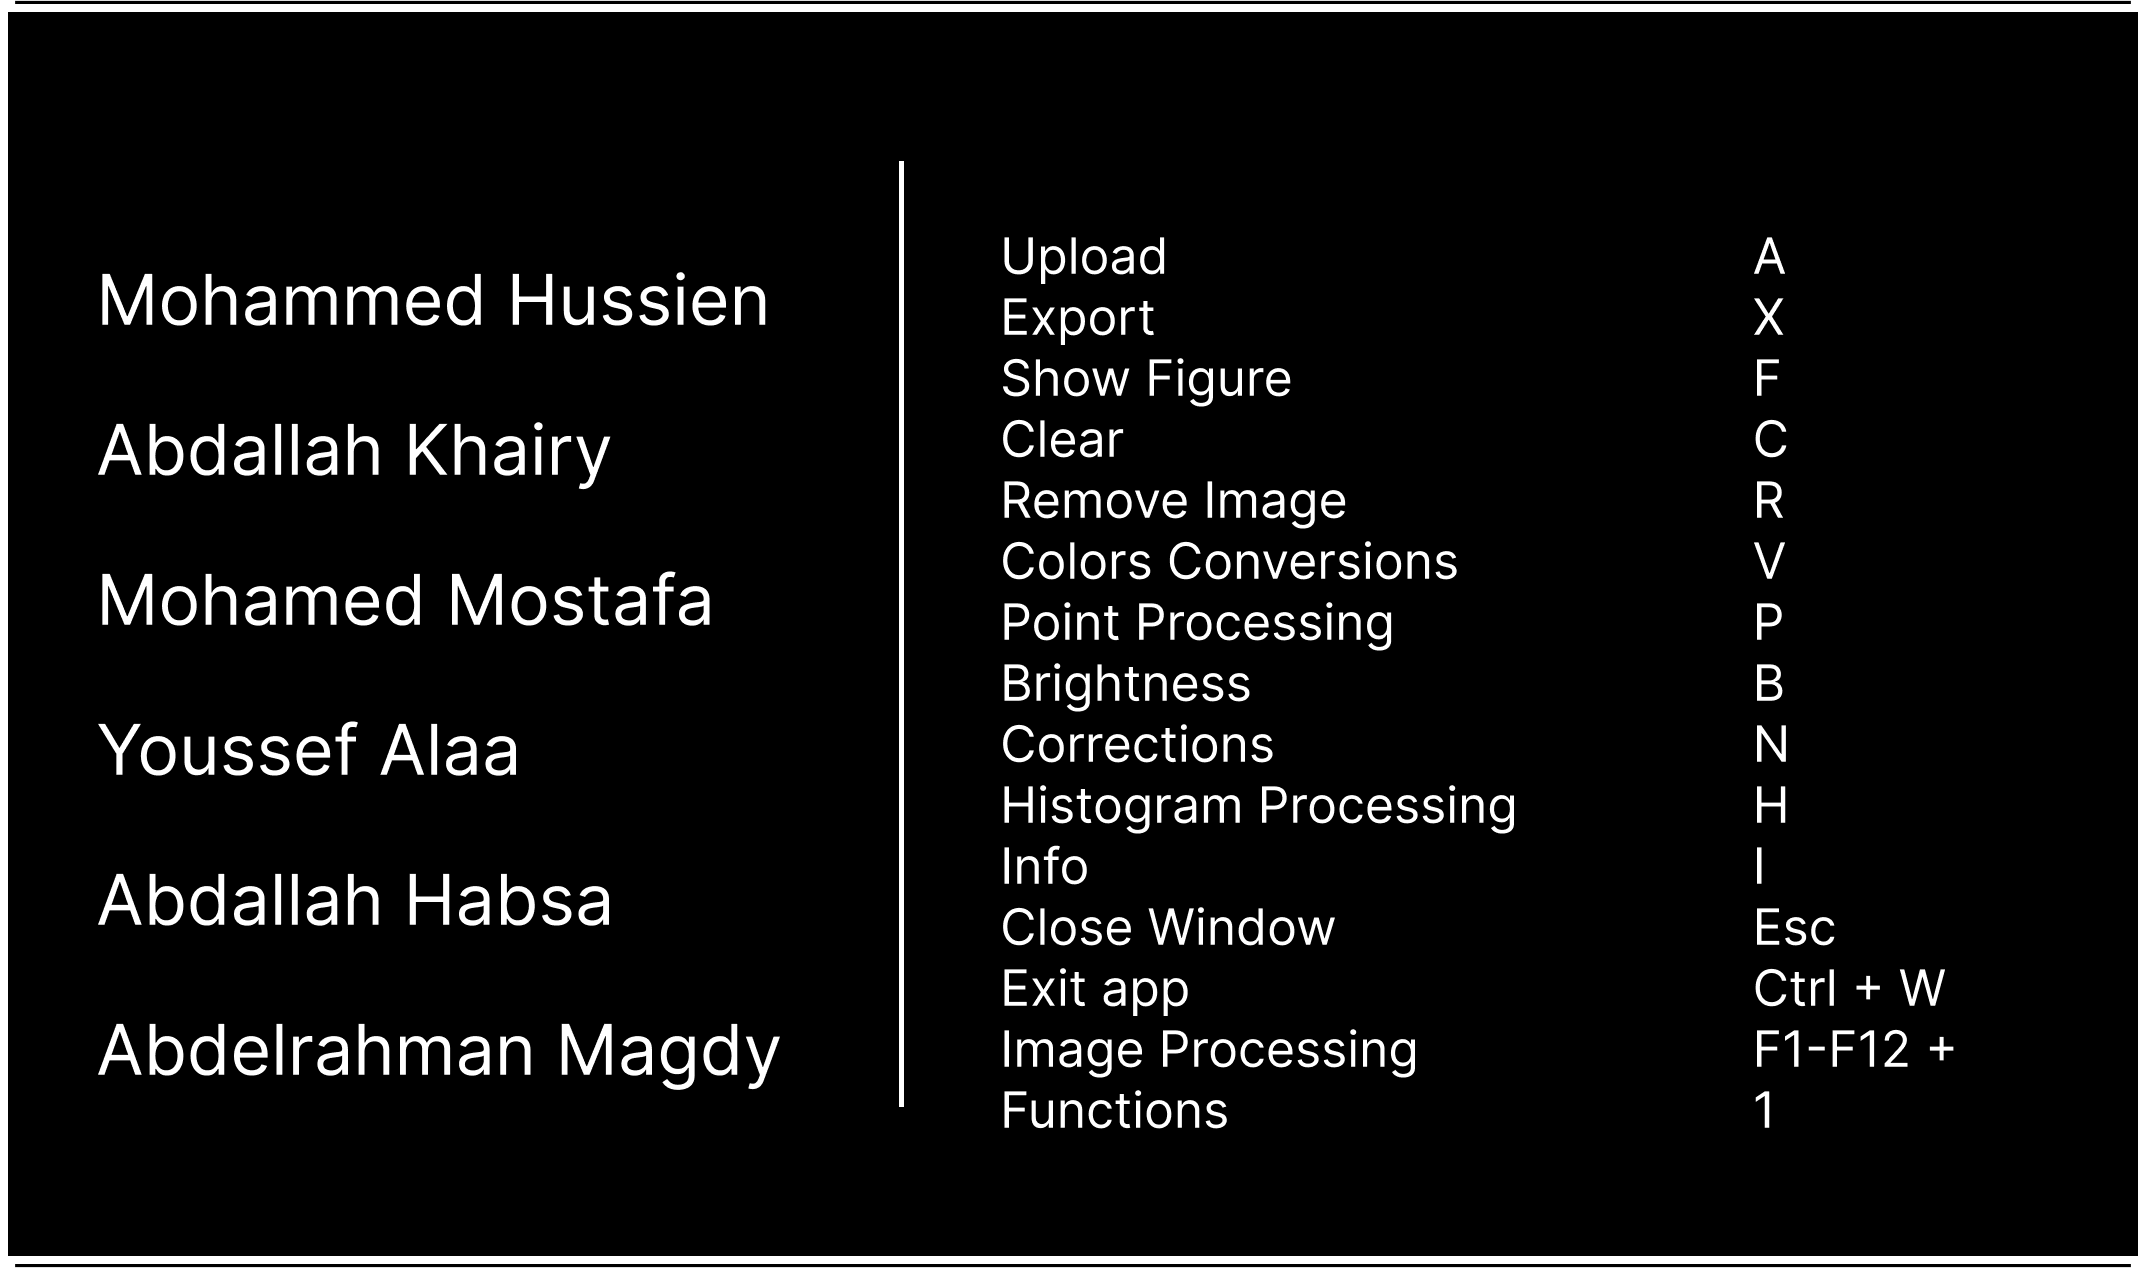 Mohammed Hussien
Abdallah Khairy
Mohamed Mostafa
Youssef Alaa
Abdallah Habsa
Abdelrahman Magdy
Upload A
Export X
Show Figure F
Clear C
Remove Image R
Colors Conversions V
Point Processing P
Brightness B
Corrections N
Histogram Processing H
Info I
Close Window Esc
Exit app Ctrl + W
Image Processing F1-F12 +
Functions 1